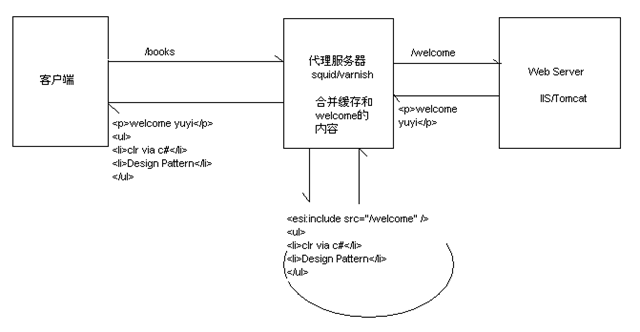 /books
客户端
代理服务器
squid/varnish
合并缓存和
welcome的
内容
/welcome
Web Server
IIS/Tomcat
<p>welcome
yuyi</p>
<p>welcome yuyi</p>
<ul>
<li>clr via c#</li>
<li>Design Pattern</li>
</ul>
<esi:include src="/welcome" />
<ul>
<li>clr via c#</li>
<li>Design Pattern</li>
</ul>